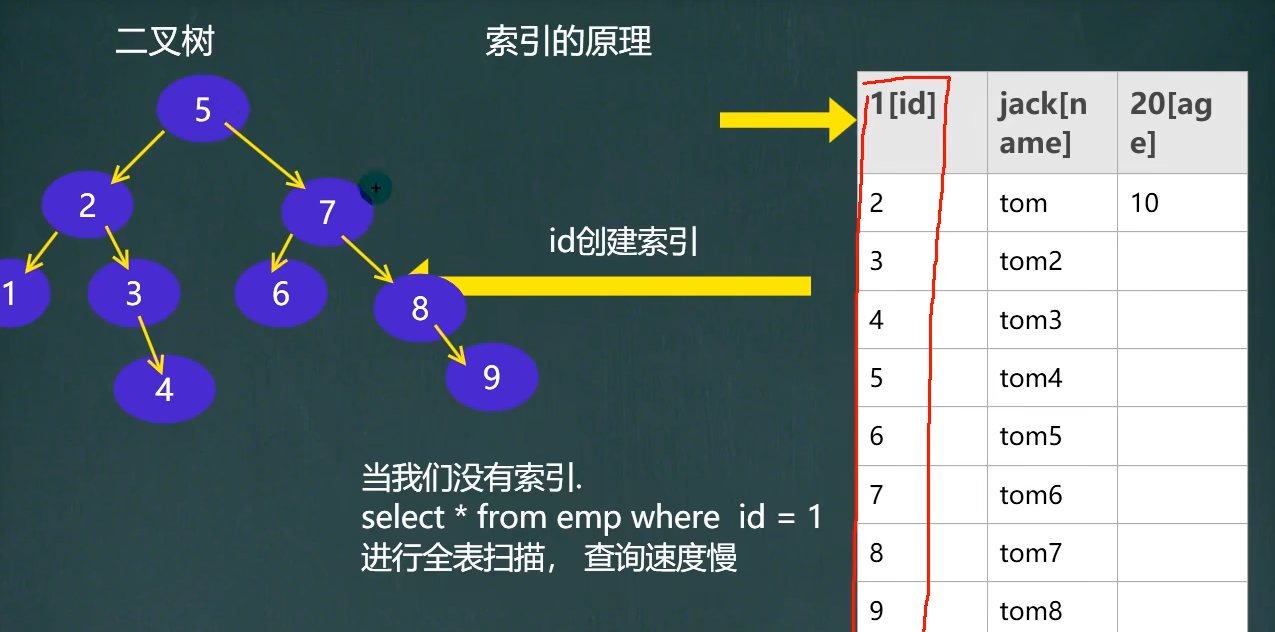 二叉树
索引的原理
5
2
7
1
3
6
8
4
9
id创建索引
当我们没有索引.
select * from emp where id = 1
进行全表扫描， 查询速度慢
1[id] jack[n 20[ag
ame] e]
2 tom 10
3 tom2
4 tom3
5 tom4
6 tom5
7 tom6
8 tom7
9 tom8